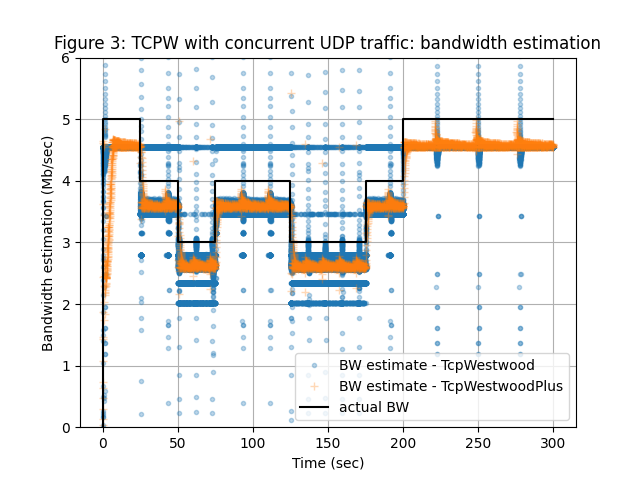 Figure 3: TCPW with concurrent UDP traffic: bandwidth estimation
6
5
4
3
2
1
0
Bandwidth estimation (Mb/sec)
BW estimate - TcpWestwood
BW estimate - TcpWestwoodPlus
actual BW
0 50 100 150 200 250 300
Time (sec)